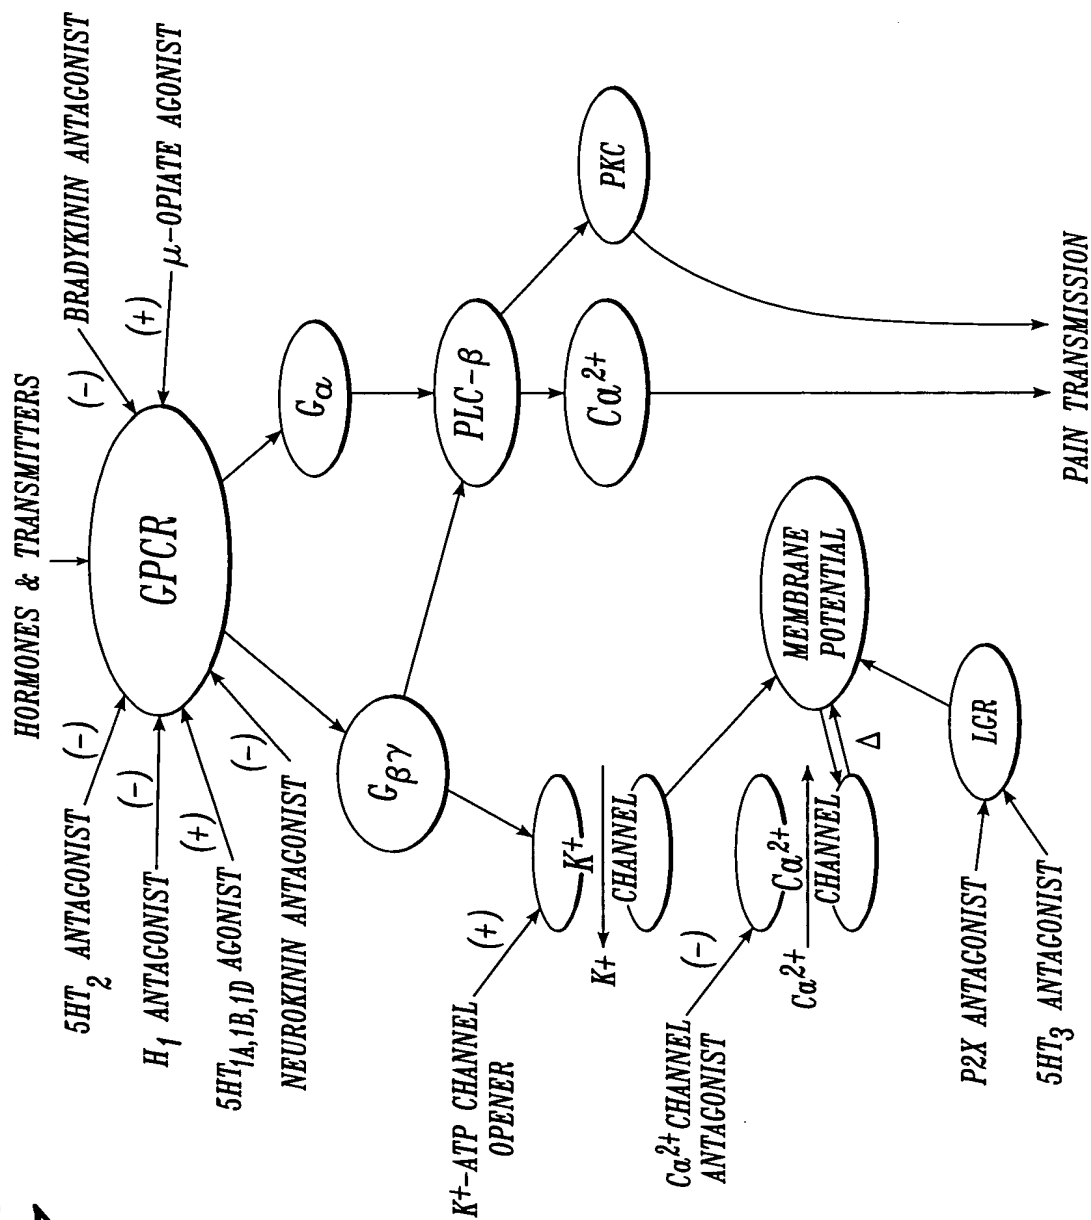 HORMONES & TRANSMITTERS
BRADYKININ ANTAGONIST
(-)
μ-OPIATE AGONIST
(+)
5HT2 ANTAGONIST
(-)
H1 ANTAGONIST
(-)
5HT1A,1B,1D AGONIST
(+)
NEUROKININ ANTAGONIST
(-)
GPCR
Gα
Gβγ
PLC-β
PKC
Ca2+
K+-ATP CHANNEL
OPENER
(+)
K+
CHANNEL
K+
Ca2+ CHANNEL
ANTAGONIST
(-)
Ca2+
CHANNEL
Ca2+
MEMBRANE
POTENTIAL
Δ
LGR
P2X ANTAGONIST
5HT3 ANTAGONIST
PAIN TRANSMISSION